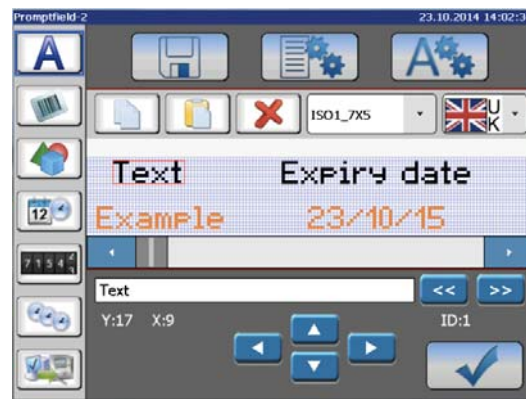 Promptfield-2 23.10.2014 14:02:3
A
A
ISO1_7X5 UK
Text Expiry date
Example 23/10/15
12
7154
Text << >>
Y:17 X:9 ID:1